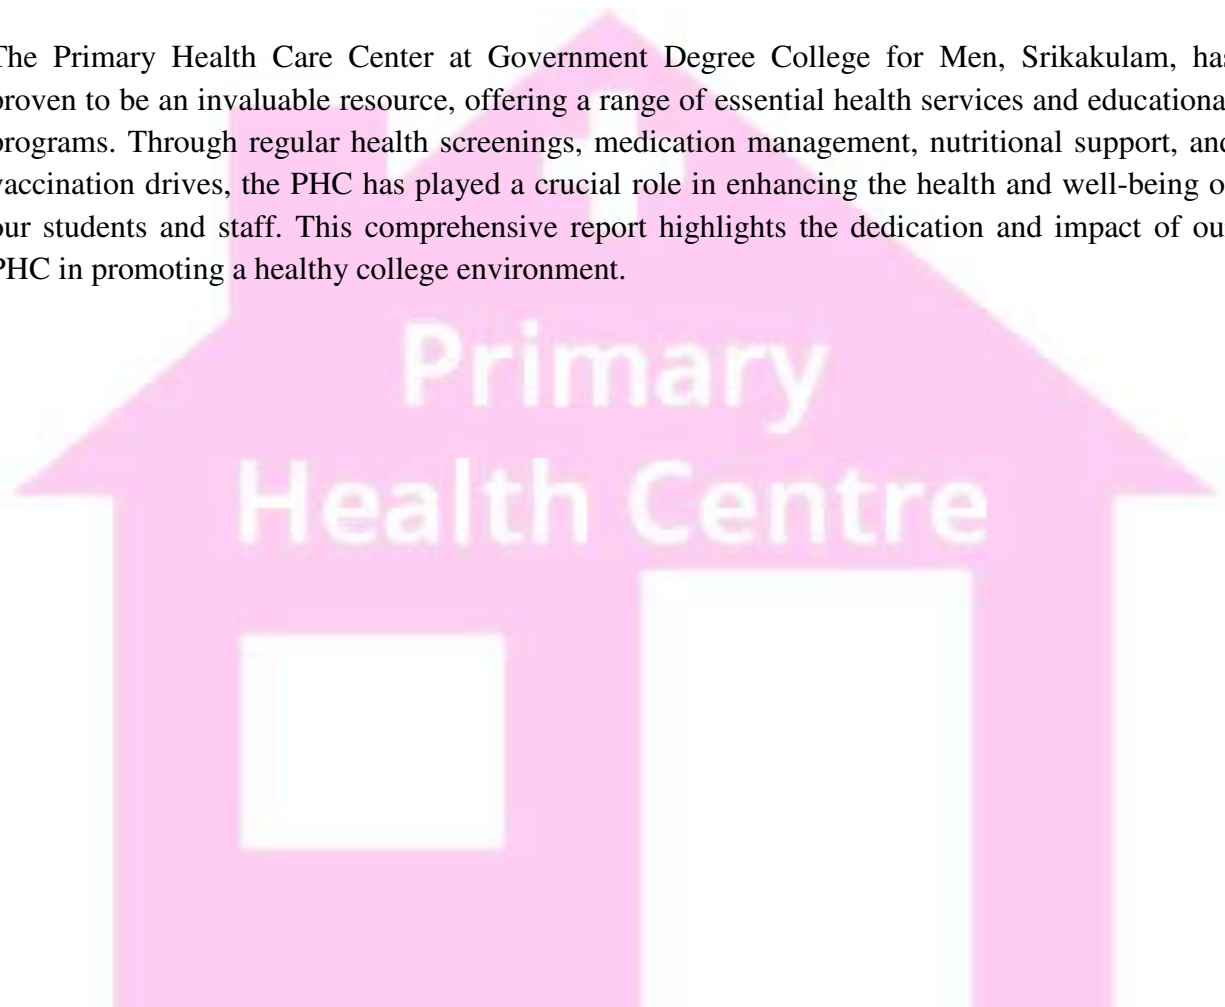 The Primary Health Care Center at Government Degree College for Men, Srikakulam, has
proven to be an invaluable resource, offering a range of essential health services and educational
programs. Through regular health screenings, medication management, nutritional support, and
vaccination drives, the PHC has played a crucial role in enhancing the health and well-being of
our students and staff. This comprehensive report highlights the dedication and impact of our
PHC in promoting a healthy college environment.
Primary
Health Centre